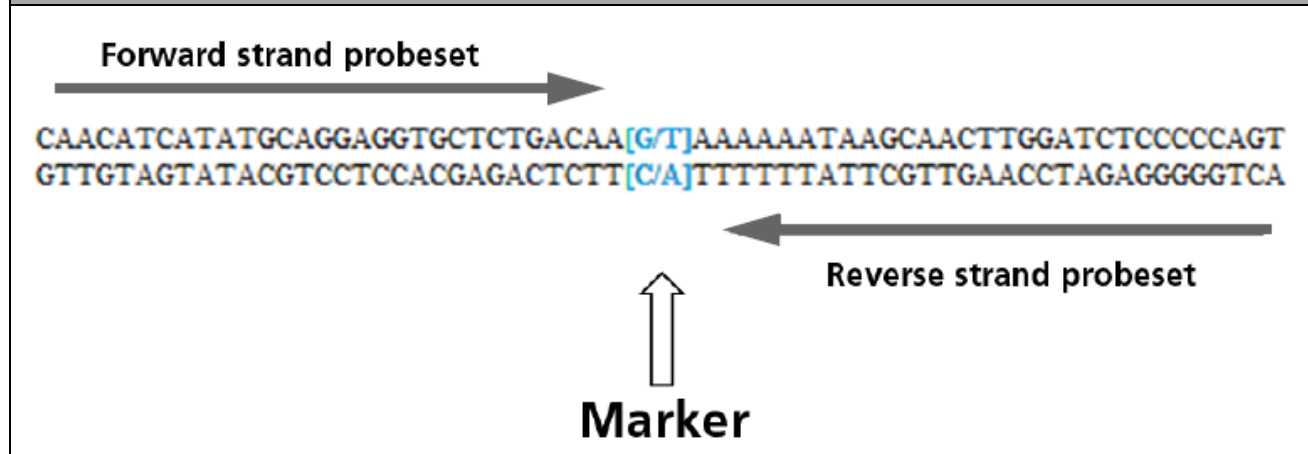 Forward strand probeset
CAACATCATATGCAGGAGGTGCTCTGACAA[G/T]AAAAAATAAGCAACTTGGATCTCCCCCAGT
GTTGTAGTATACGTCCTCCACGAGACTCTT[C/A]TTTTTTATTCGTTGAACCTAGAGGGGGTCA
Reverse strand probeset
Marker